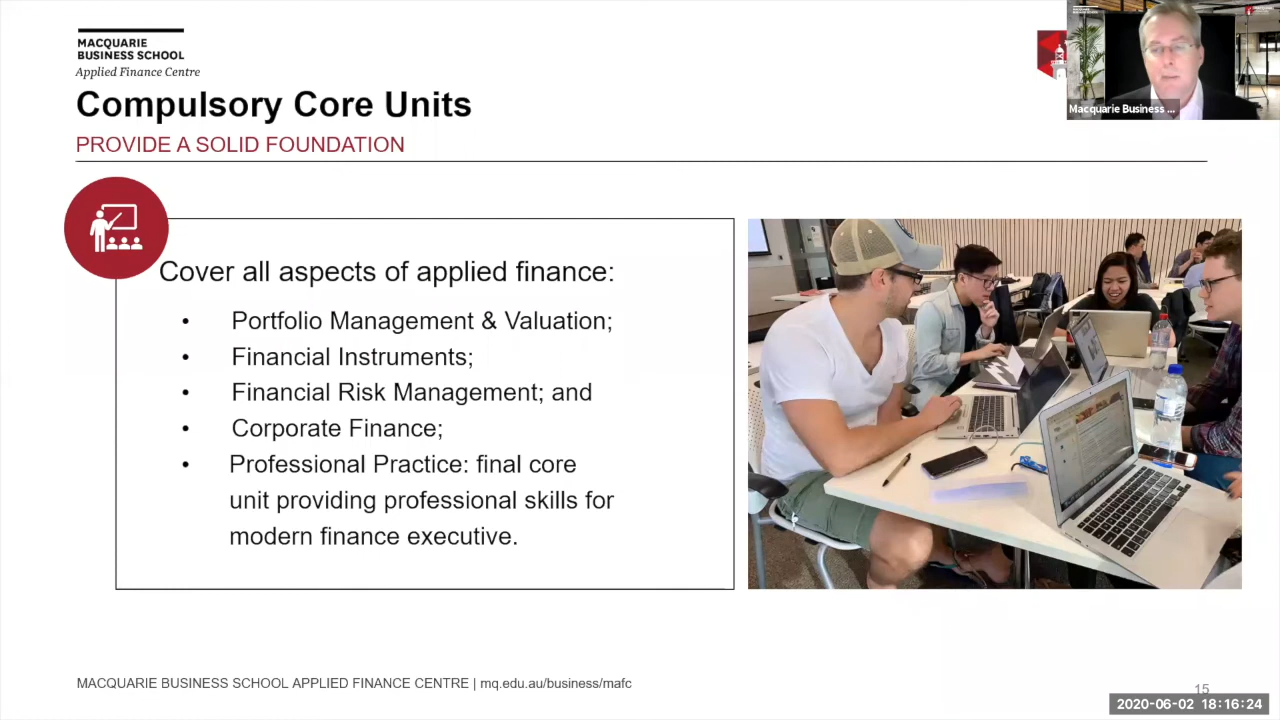 MACQUARIE
BUSINESS SCHOOL
Applied Finance Centre
Compulsory Core Units
PROVIDE A SOLID FOUNDATION
Macquarie Business ...
Cover all aspects of applied finance:
• Portfolio Management & Valuation;
• Financial Instruments;
• Financial Risk Management; and
• Corporate Finance;
• Professional Practice: final core
unit providing professional skills for
modern finance executive.
MACQUARIE BUSINESS SCHOOL APPLIED FINANCE CENTRE | mq.edu.au/business/mafc
15
2020-06-02 18:16:24